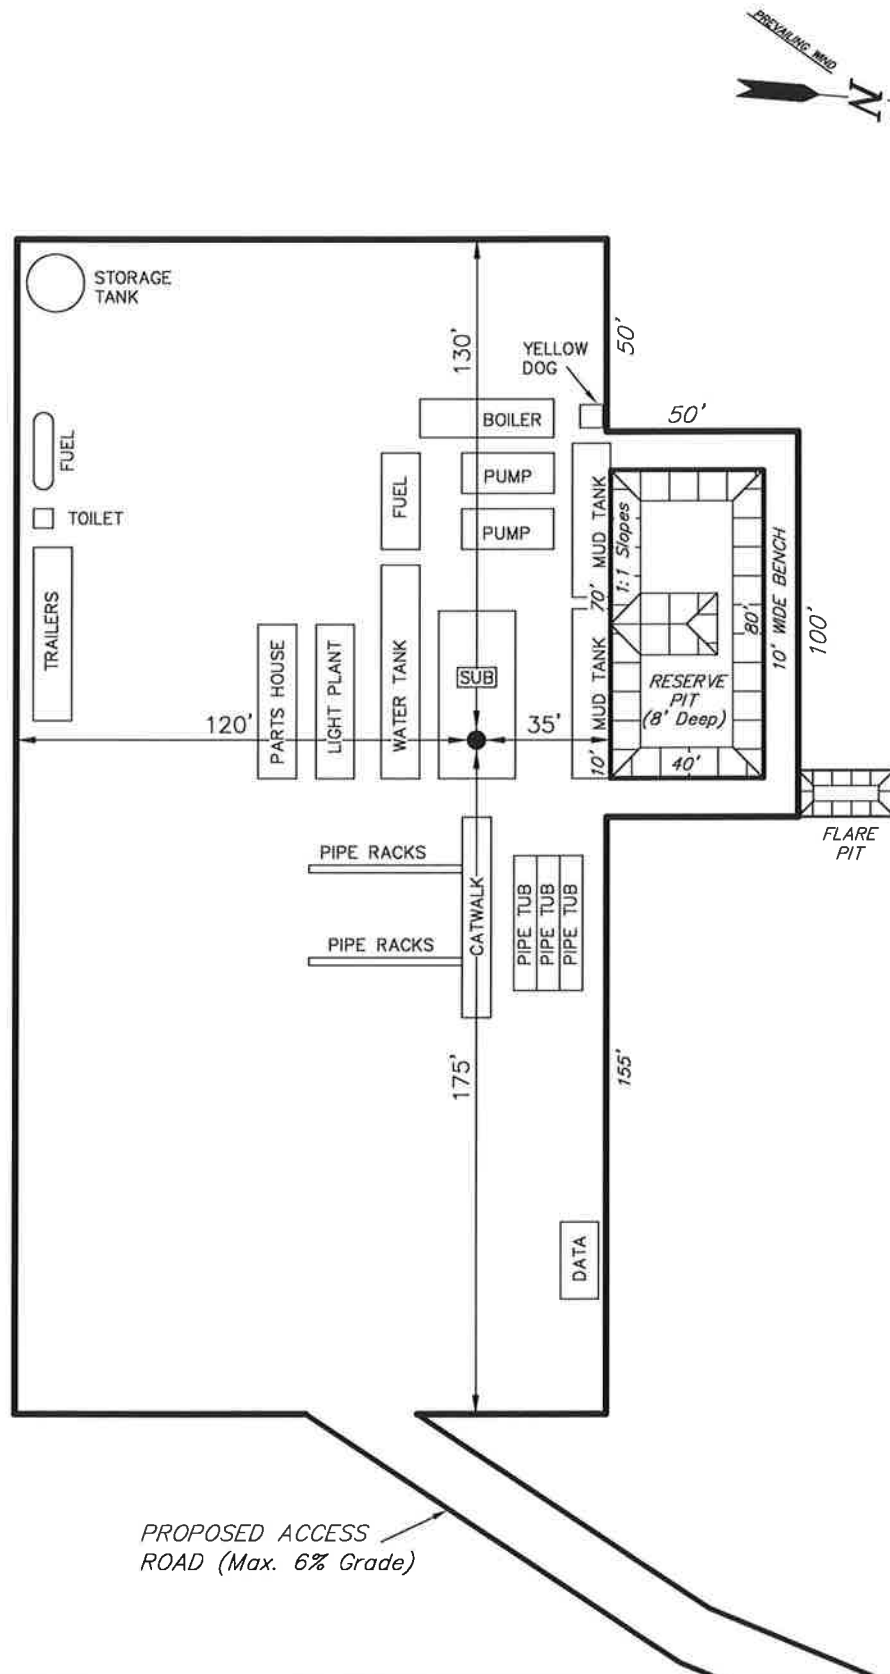 PREVAILING WIND
N
STORAGE
TANK
130'
YELLOW
DOG
50'
50'
BOILER
FUEL
FUEL
PUMP
TOILET
PUMP
MUD TANK
1:1 Slopes
70'
TRAILERS
PARTS HOUSE
LIGHT PLANT
WATER TANK
SUB
MUD TANK
RESERVE
PIT
(8' Deep)
80'
10' WIDE BENCH
100'
120'
35'
10'
40'
FLARE
PIT
PIPE RACKS
PIPE RACKS
CATWALK
PIPE TUB
PIPE TUB
PIPE TUB
175'
155'
DATA
PROPOSED ACCESS
ROAD (Max. 6% Grade)